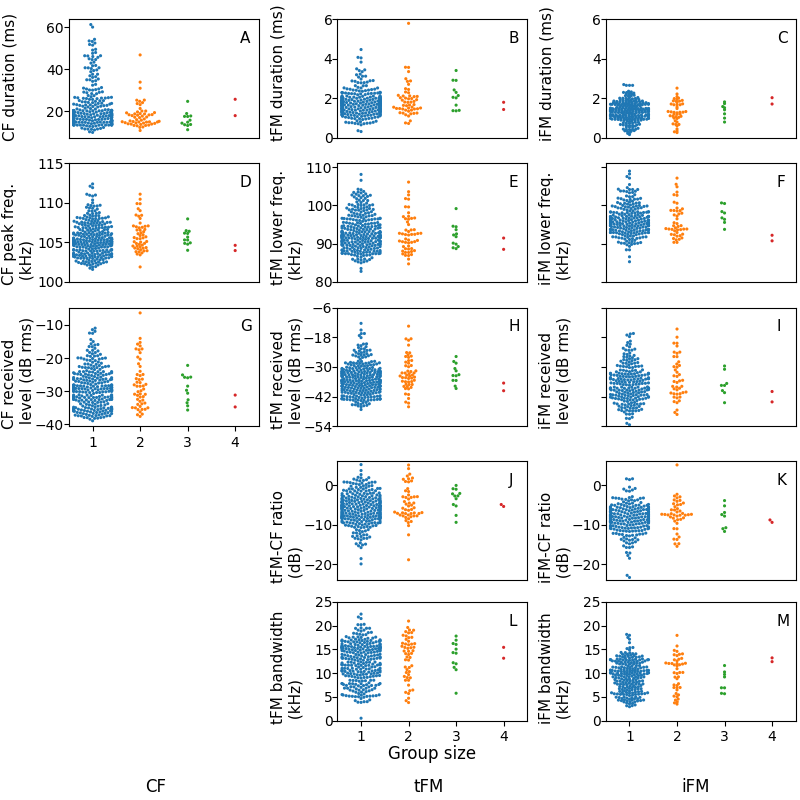 CF duration (ms)
60
40
20
A
tFM duration (ms)
6
4
2
0
B
iFM duration (ms)
6
4
2
0
C
CF peak freq.
(kHz)
115
110
105
100
D
tFM lower freq.
(kHz)
110
100
90
80
E
iFM lower freq.
(kHz)
F
CF received
level (dB rms)
−10
−20
−30
−40
G
1 2 3 4
tFM received
level (dB rms)
−6
−18
−30
−42
−54
H
iFM received
level (dB rms)
I
tFM-CF ratio
(dB)
0
−10
−20
J
iFM-CF ratio
(dB)
0
−10
−20
K
tFM bandwidth
(kHz)
25
20
15
10
5
0
L
1 2 3 4
iFM bandwidth
(kHz)
25
20
15
10
5
0
M
1 2 3 4
Group size
CF tFM iFM